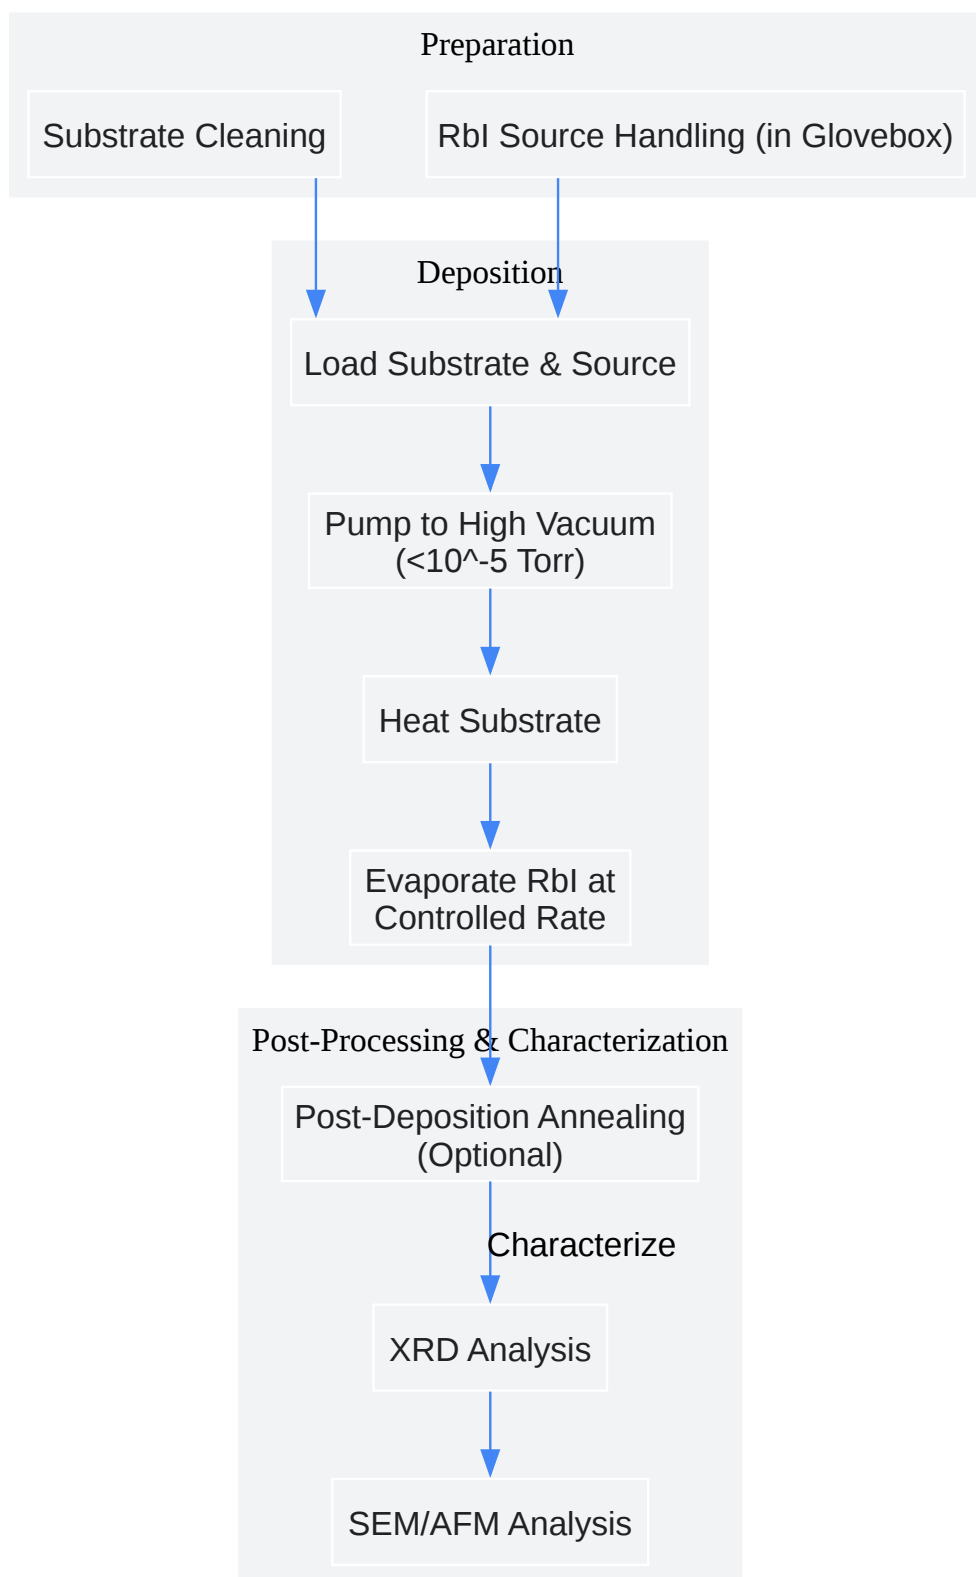 Preparation
Substrate Cleaning
RbI Source Handling (in Glovebox)
Deposition
Load Substrate & Source
Pump to High Vacuum
(<10^-5 Torr)
Heat Substrate
Evaporate RbI at
Controlled Rate
Post-Processing & Characterization
Post-Deposition Annealing
(Optional)
Characterize
XRD Analysis
SEM/AFM Analysis